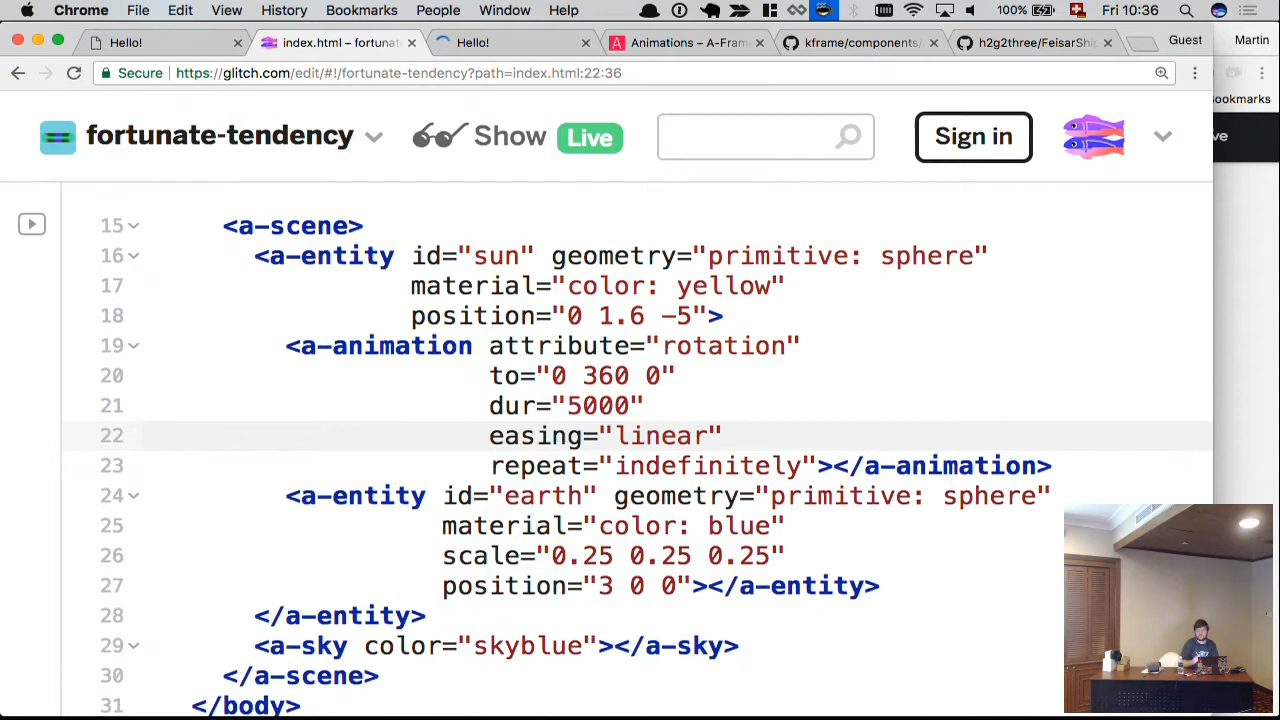 Chrome File Edit View History Bookmarks People Window Help 100% Fri 10:36
Hello! index.html – fortunat Hello! Animations – A-Fram kframe/components/ h2g2three/FeisarShip Guest Martin
Secure https://glitch.com/edit/#!/fortunate-tendency?path=index.html:22:36
ookmarks
fortunate-tendency Show Live Sign in ve
15 <a-scene>
16 <a-entity id="sun" geometry="primitive: sphere"
17 material="color: yellow"
18 position="0 1.6 -5">
19 <a-animation attribute="rotation"
20 to="0 360 0"
21 dur="5000"
22 easing="linear"
23 repeat="indefinitely"></a-animation>
24 <a-entity id="earth" geometry="primitive: sphere"
25 material="color: blue"
26 scale="0.25 0.25 0.25"
27 position="3 0 0"></a-entity>
28 </a-entity>
29 <a-sky color="skyblue"></a-sky>
30 </a-scene>
31 </body>